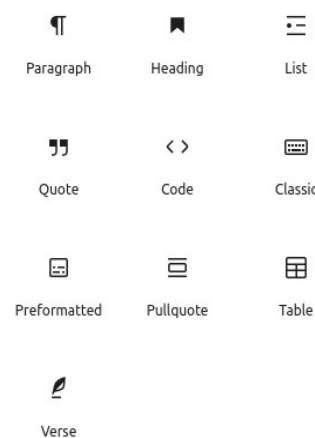 Paragraph Heading List
Quote Code Classic
Preformatted Pullquote Table
Verse